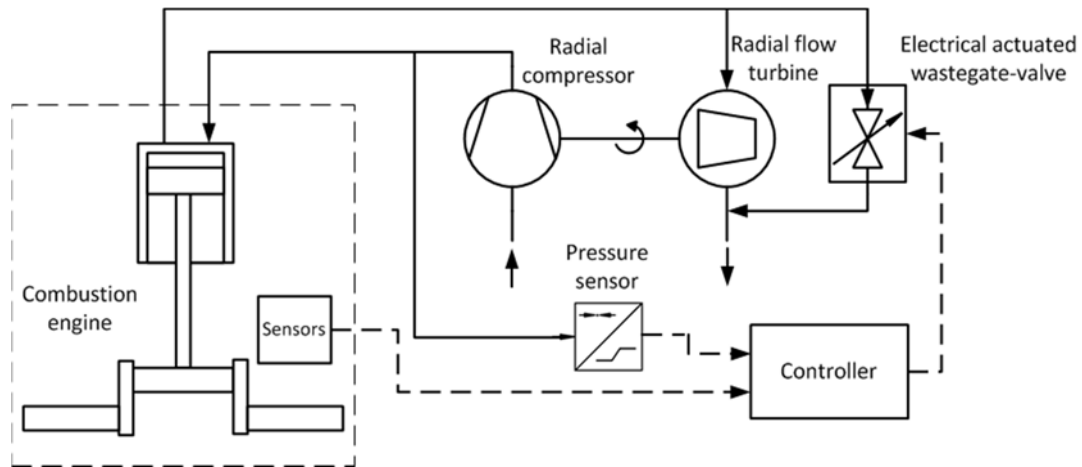 Radial
compressor
Radial flow
turbine
Electrical actuated
wastegate-valve
Combustion
engine
Sensors
Pressure
sensor
Controller